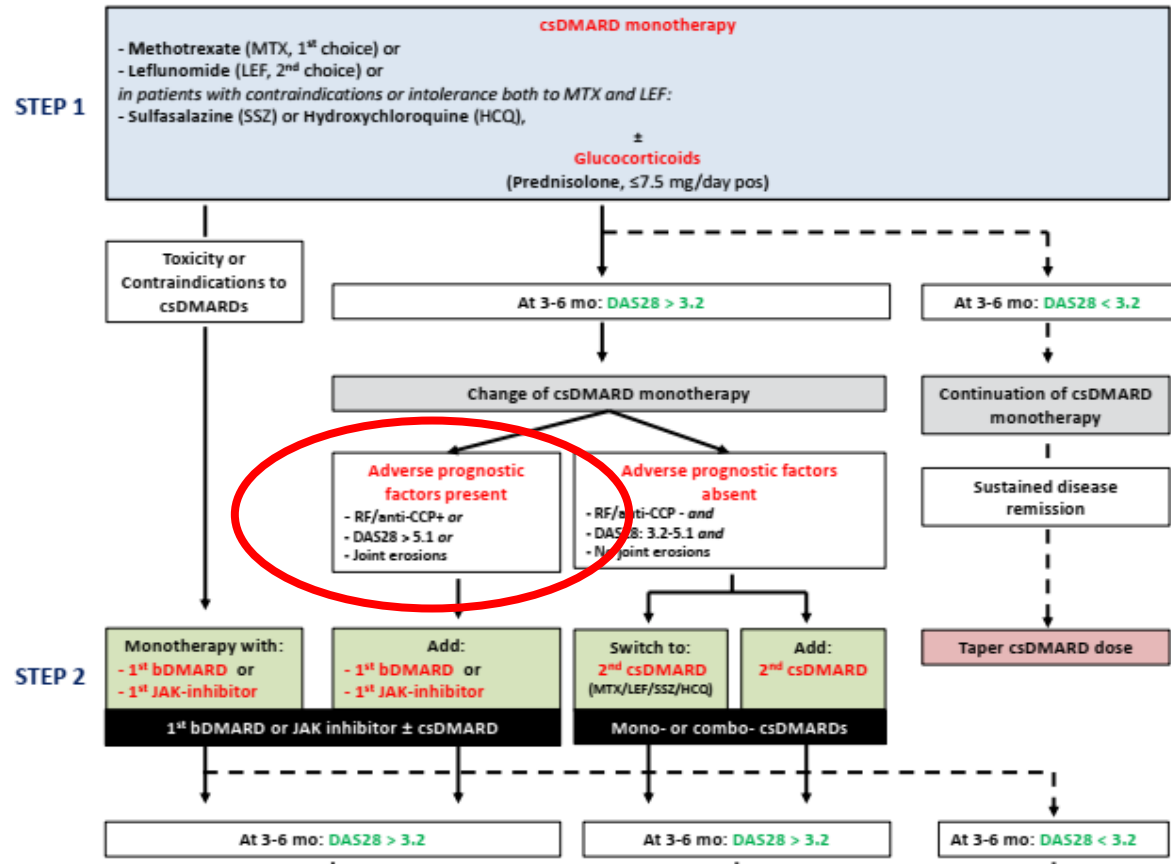 csDMARD monotherapy
- Methotrexate (MTX, 1st choice) or
- Leflunomide (LEF, 2nd choice) or
in patients with contraindications or intolerance both to MTX and LEF:
- Sulfasalazine (SSZ) or Hydroxychloroquine (HCQ),
±
Glucocorticoids
(Prednisolone, ≤7.5 mg/day pos)
STEP 1
Toxicity or
Contraindications to
csDMARDs
At 3-6 mo: DAS28 > 3.2
At 3-6 mo: DAS28 < 3.2
Change of csDMARD monotherapy
Continuation of csDMARD
monotherapy
Adverse prognostic
factors present
- RF/anti-CCP+ or
- DAS28 > 5.1 or
- Joint erosions
Adverse prognostic factors
absent
- RF/anti-CCP - and
- DAS28: 3.2-5.1 and
- No joint erosions
Sustained disease
remission
STEP 2
Monotherapy with:
- 1st bDMARD or
- 1st JAK-inhibitor
Add:
- 1st bDMARD or
- 1st JAK-inhibitor
Switch to:
2nd csDMARD
(MTX/LEF/SSZ/HCQ)
Add:
2nd csDMARD
Taper csDMARD dose
1st bDMARD or JAK inhibitor ± csDMARD
Mono- or combo- csDMARDs
At 3-6 mo: DAS28 > 3.2
At 3-6 mo: DAS28 > 3.2
At 3-6 mo: DAS28 < 3.2